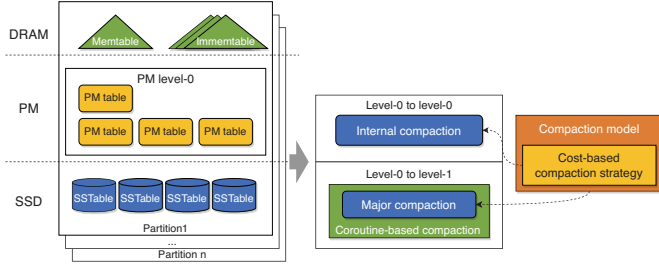 DRAM
Memtable
Immemtable
PM
PM level-0
PM table
PM table
PM table
PM table
SSD
SSTable
SSTable
SSTable
SSTable
Partition1
...
Partition n
Level-0 to level-0
Internal compaction
Level-0 to level-1
Major compaction
Coroutine-based compaction
Compaction model
Cost-based
compaction strategy